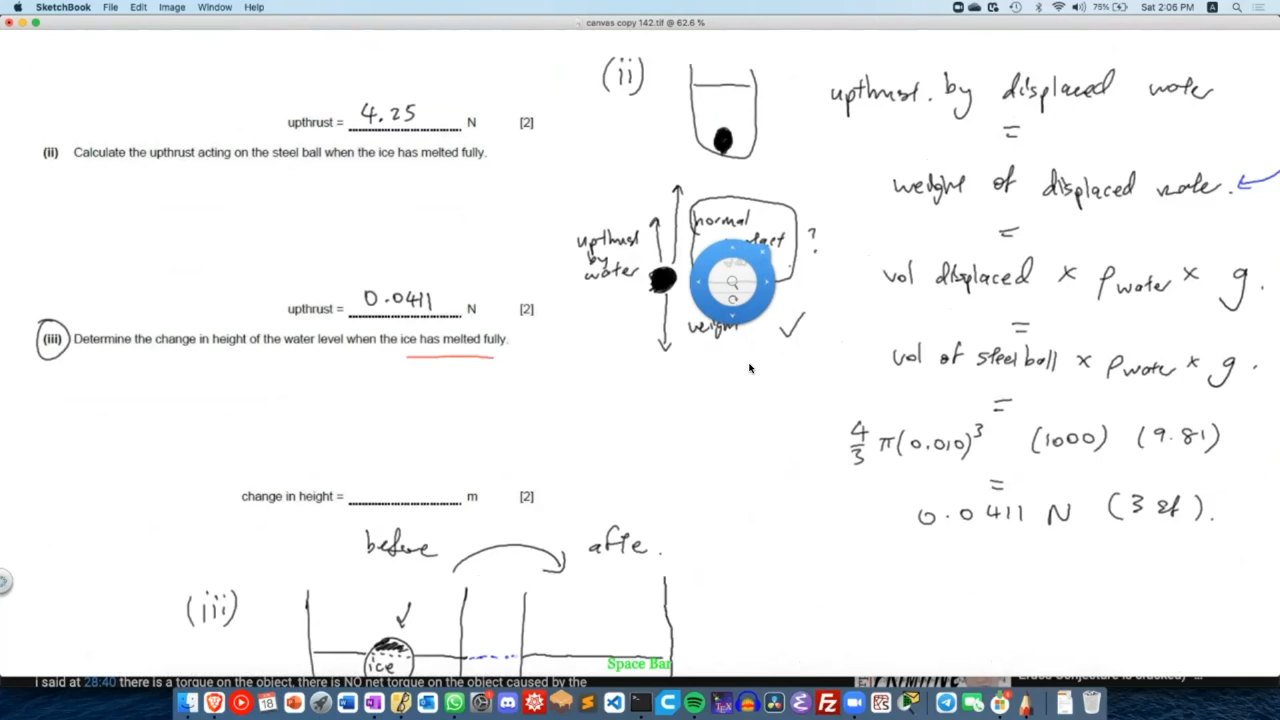 SketchBook File Edit Image Window Help
75% Sat 2:06 PM
canvas copy 142.tif @ 62.6 %
upthrust = 4.25 N [2]
(ii) Calculate the upthrust acting on the steel ball when the ice has melted fully.
upthrust = 0.0411 N [2]
(iii) Determine the change in height of the water level when the ice has melted fully.
change in height = m [2]
before afte.
(iii)
ice
(ii)
normal
upthrust
by
water
?
weight
upthrust. by displaced water
=
weight of displaced water.
=
vol displaced × ρwater × g.
=
vol of steel ball × ρwater × g.
=
4/3 π(0.010)³ (1000) (9.81)
=
0.0411 N (3 sf).
Space Bar
I said at 28:40 there is a torque on the object, there is NO net torque on the object caused by the